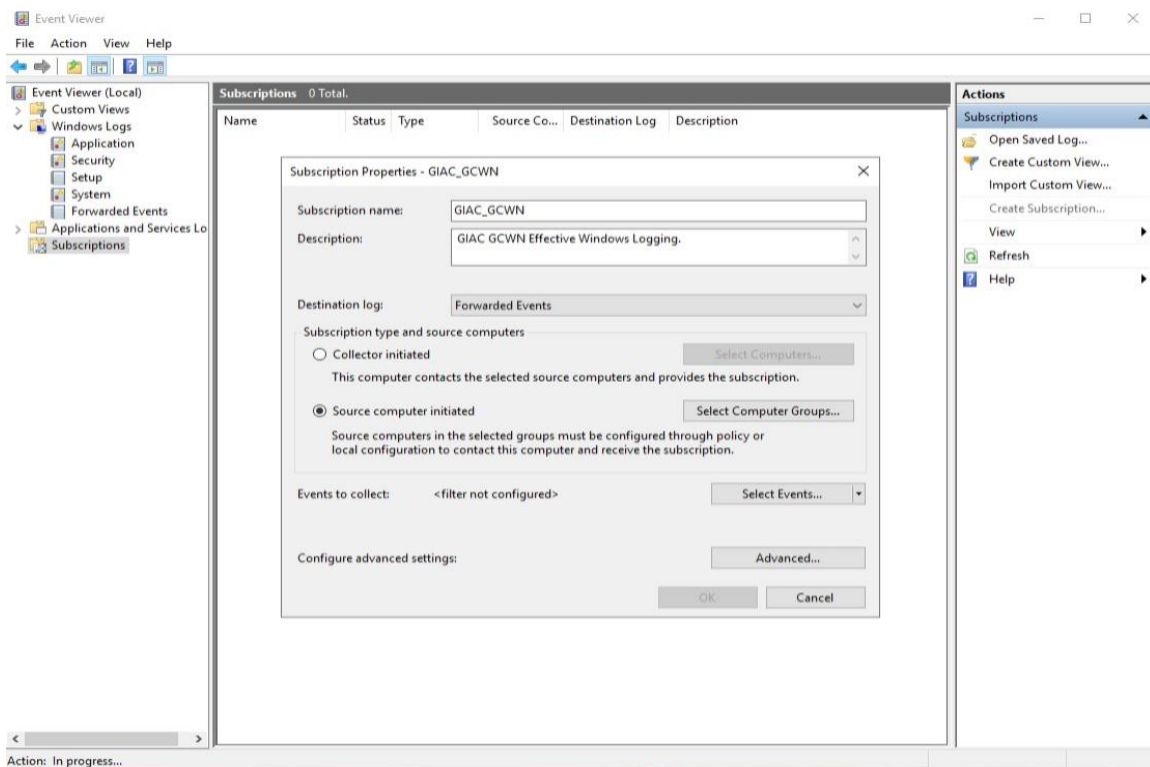 Event Viewer
File Action View Help
Event Viewer (Local)
Custom Views
Windows Logs
Application
Security
Setup
System
Forwarded Events
Applications and Services Lo
Subscriptions
Subscriptions 0 Total.
Name Status Type Source Co... Destination Log Description
Subscription Properties - GIAC_GCWN
Subscription name: GIAC_GCWN
Description: GIAC GCWN Effective Windows Logging.
Destination log: Forwarded Events
Subscription type and source computers
Collector initiated Select Computers...
This computer contacts the selected source computers and provides the subscription.
Source computer initiated Select Computer Groups...
Source computers in the selected groups must be configured through policy or
local configuration to contact this computer and receive the subscription.
Events to collect: <filter not configured> Select Events...
Configure advanced settings: Advanced...
OK Cancel
Actions
Subscriptions
Open Saved Log...
Create Custom View...
Import Custom View...
Create Subscription...
View
Refresh
Help
Action: In progress...